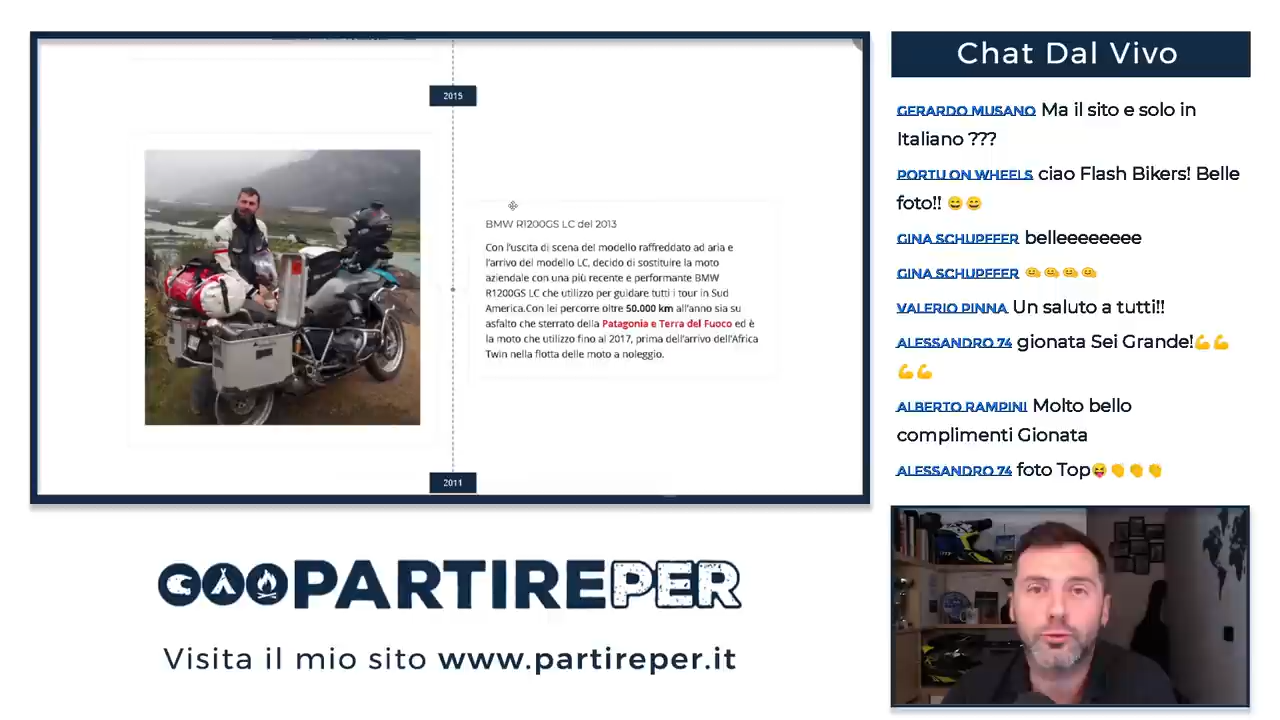 2015
BMW R1200GS LC del 2013
Con l'uscita di scena del modello raffreddato ad aria e
l'arrivo del modello LC, decido di sostituire la moto
aziendale con una più recente e performante BMW
R1200GS LC che utilizzo per guidare tutti i tour in Sud
America.Con lei percorre oltre 50.000 km all'anno sia su
asfalto che sterrato della Patagonia e Terra del Fuoco ed è
la moto che utilizzo fino al 2017, prima dell'arrivo dell'Africa
Twin nella flotta delle moto a noleggio.
2011
PARTIREPER
Visita il mio sito www.partireper.it
Chat Dal Vivo
GERARDO MUSANO Ma il sito e solo in
Italiano ???
PORTU ON WHEELS ciao Flash Bikers! Belle
foto!! 😄😄
GINA SCHUPFFER belleeeeeeee
GINA SCHUPFFER
VALERIO PINNA Un saluto a tutti!!
ALESSANDRO 74 gionata Sei Grande!💪💪
💪💪
ALBERTO RAMPINI Molto bello
complimenti Gionata
ALESSANDRO 74 foto Top😝👏👏👏